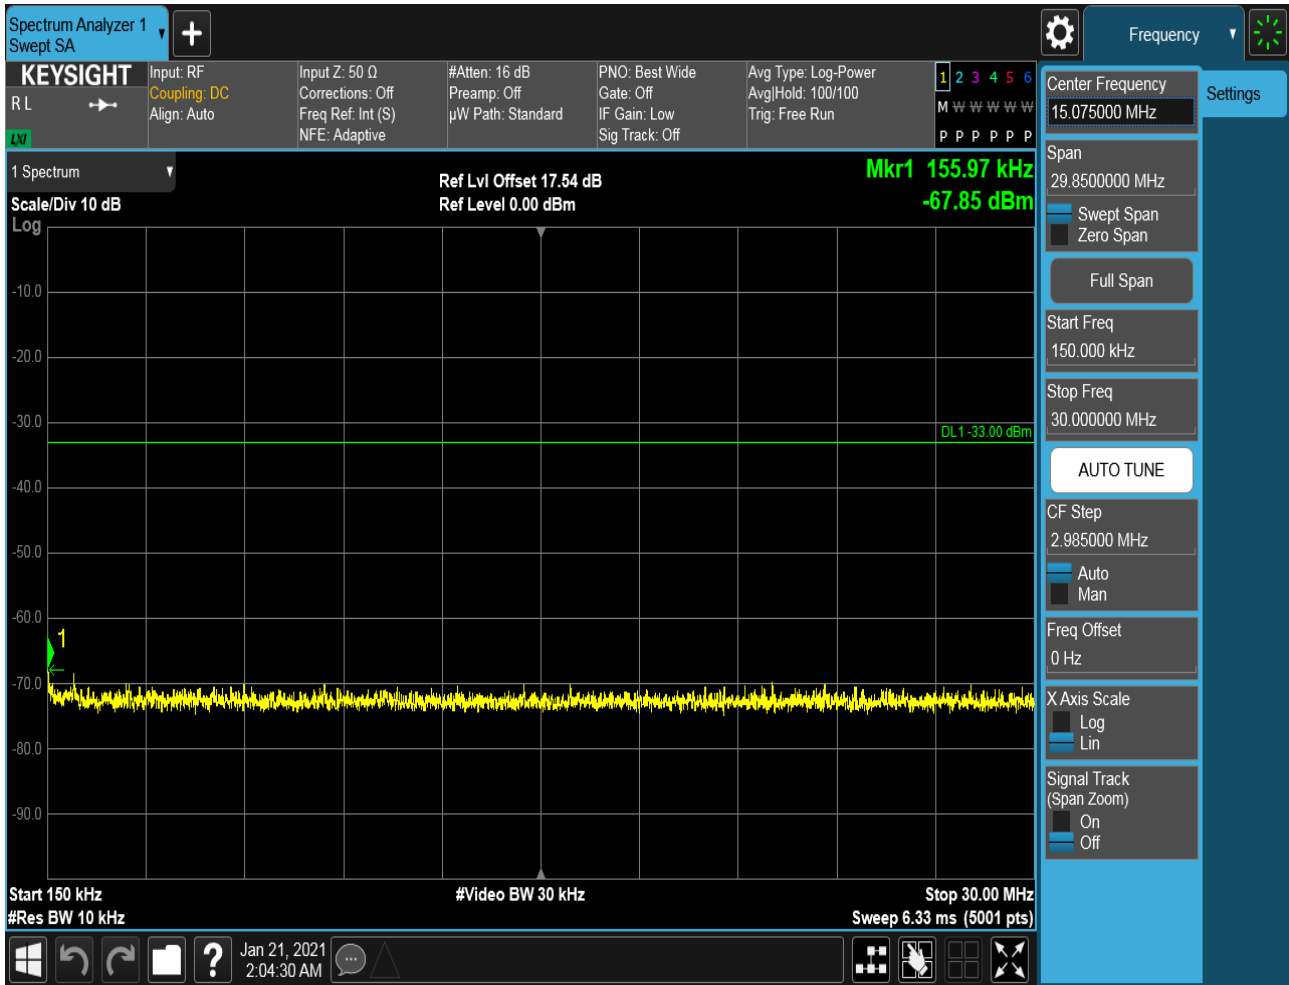 Spectrum Analyzer 1
Swept SA
Frequency
KEYSIGHT
R L
LXI
Input: RF
Coupling: DC
Align: Auto
Input Z: 50 Ω
Corrections: Off
Freq Ref: Int (S)
NFE: Adaptive
#Atten: 16 dB
Preamp: Off
µW Path: Standard
PNO: Best Wide
Gate: Off
IF Gain: Low
Sig Track: Off
Avg Type: Log-Power
Avg|Hold: 100/100
Trig: Free Run
1 2 3 4 5 6
M W W W W W
P P P P P P
1 Spectrum
Scale/Div 10 dB
Log
Ref Lvl Offset 17.54 dB
Ref Level 0.00 dBm
Mkr1 155.97 kHz
-67.85 dBm
-10.0
-20.0
-30.0
DL1 -33.00 dBm
-40.0
-50.0
-60.0
1
-70.0
-80.0
-90.0
Start 150 kHz
#Video BW 30 kHz
Stop 30.00 MHz
#Res BW 10 kHz
Sweep 6.33 ms (5001 pts)
Jan 21, 2021
2:04:30 AM
?
Center Frequency
15.075000 MHz
Settings
Span
29.8500000 MHz
Swept Span
Zero Span
Full Span
Start Freq
150.000 kHz
Stop Freq
30.000000 MHz
AUTO TUNE
CF Step
2.985000 MHz
Auto
Man
Freq Offset
0 Hz
X Axis Scale
Log
Lin
Signal Track
(Span Zoom)
On
Off